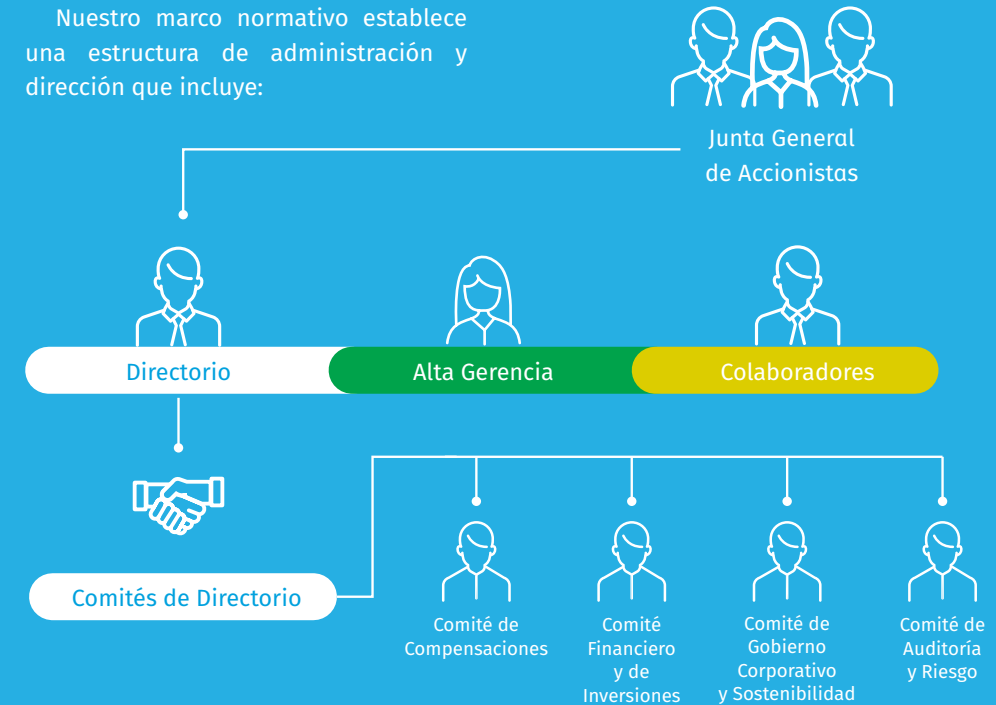 Nuestro marco normativo establece
una estructura de administración y
dirección que incluye:
Junta General
de Accionistas
Directorio
Alta Gerencia
Colaboradores
Comités de Directorio
Comité de
Compensaciones
Comité
Financiero
y de
Inversiones
Comité de
Gobierno
Corporativo
y Sostenibilidad
Comité de
Auditoría
y Riesgo